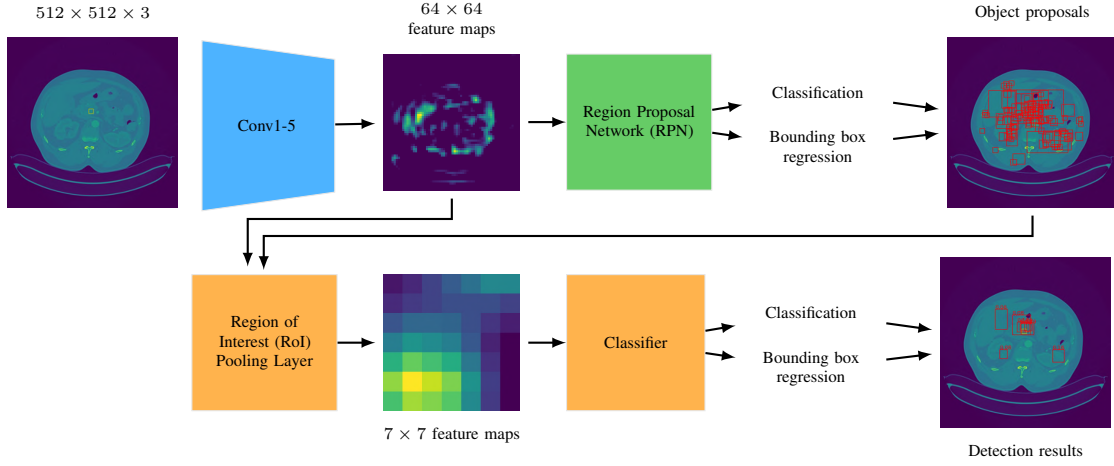 512 × 512 × 3
64 × 64
feature maps
Object proposals
Conv1-5
Region Proposal
Network (RPN)
Classification
Bounding box
regression
Region of
Interest (RoI)
Pooling Layer
7 × 7 feature maps
Classifier
Classification
Bounding box
regression
Detection results